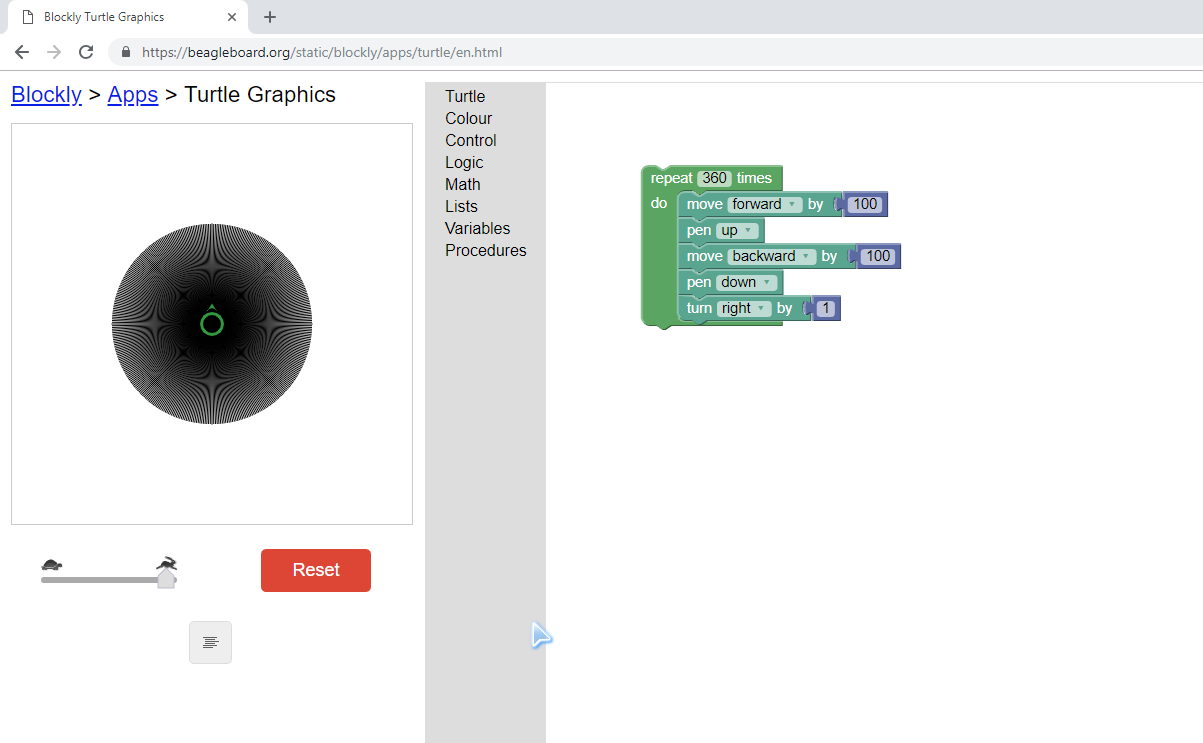 Blockly Turtle Graphics
https://beagleboard.org/static/blockly/apps/turtle/en.html
Blockly > Apps > Turtle Graphics
Reset
Turtle
Colour
Control
Logic
Math
Lists
Variables
Procedures
repeat 360 times
do move forward by 100
pen up
move backward by 100
pen down
turn right by 1